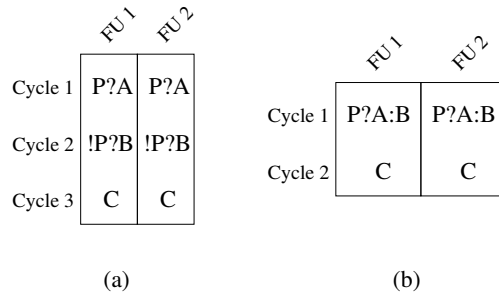 FU 1 FU 2
Cycle 1 P?A P?A
Cycle 2 !P?B !P?B
Cycle 3 C C
(a)
FU 1 FU 2
Cycle 1 P?A:B P?A:B
Cycle 2 C C
(b)